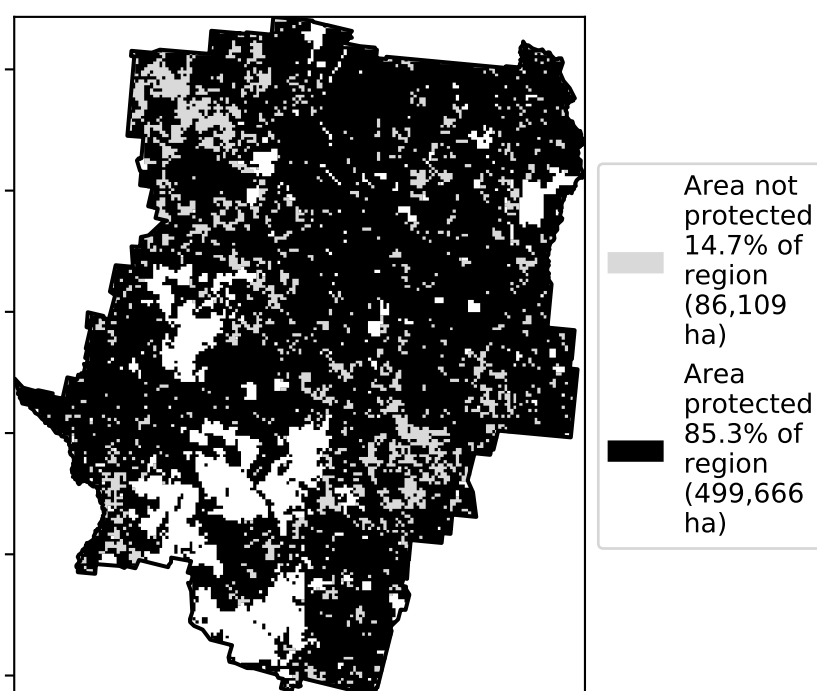 Area not
protected
14.7% of
region
(86,109
ha)
Area
protected
85.3% of
region
(499,666
ha)